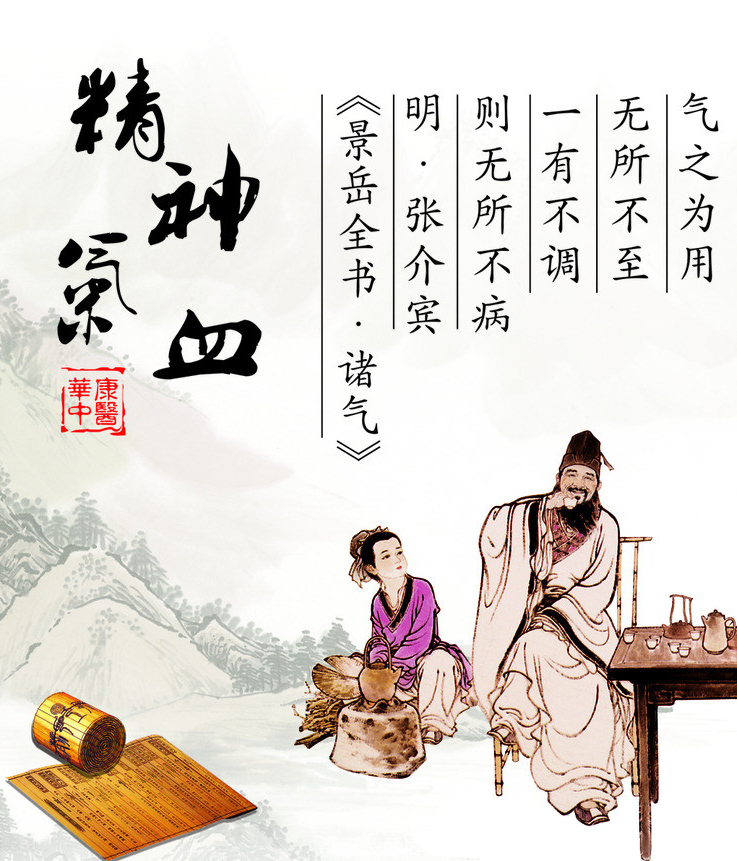 气之为用
无所不至
一有不调
则无所不病
明·张介宾
《景岳全书·诸气》
精神氣血
康醫
華中